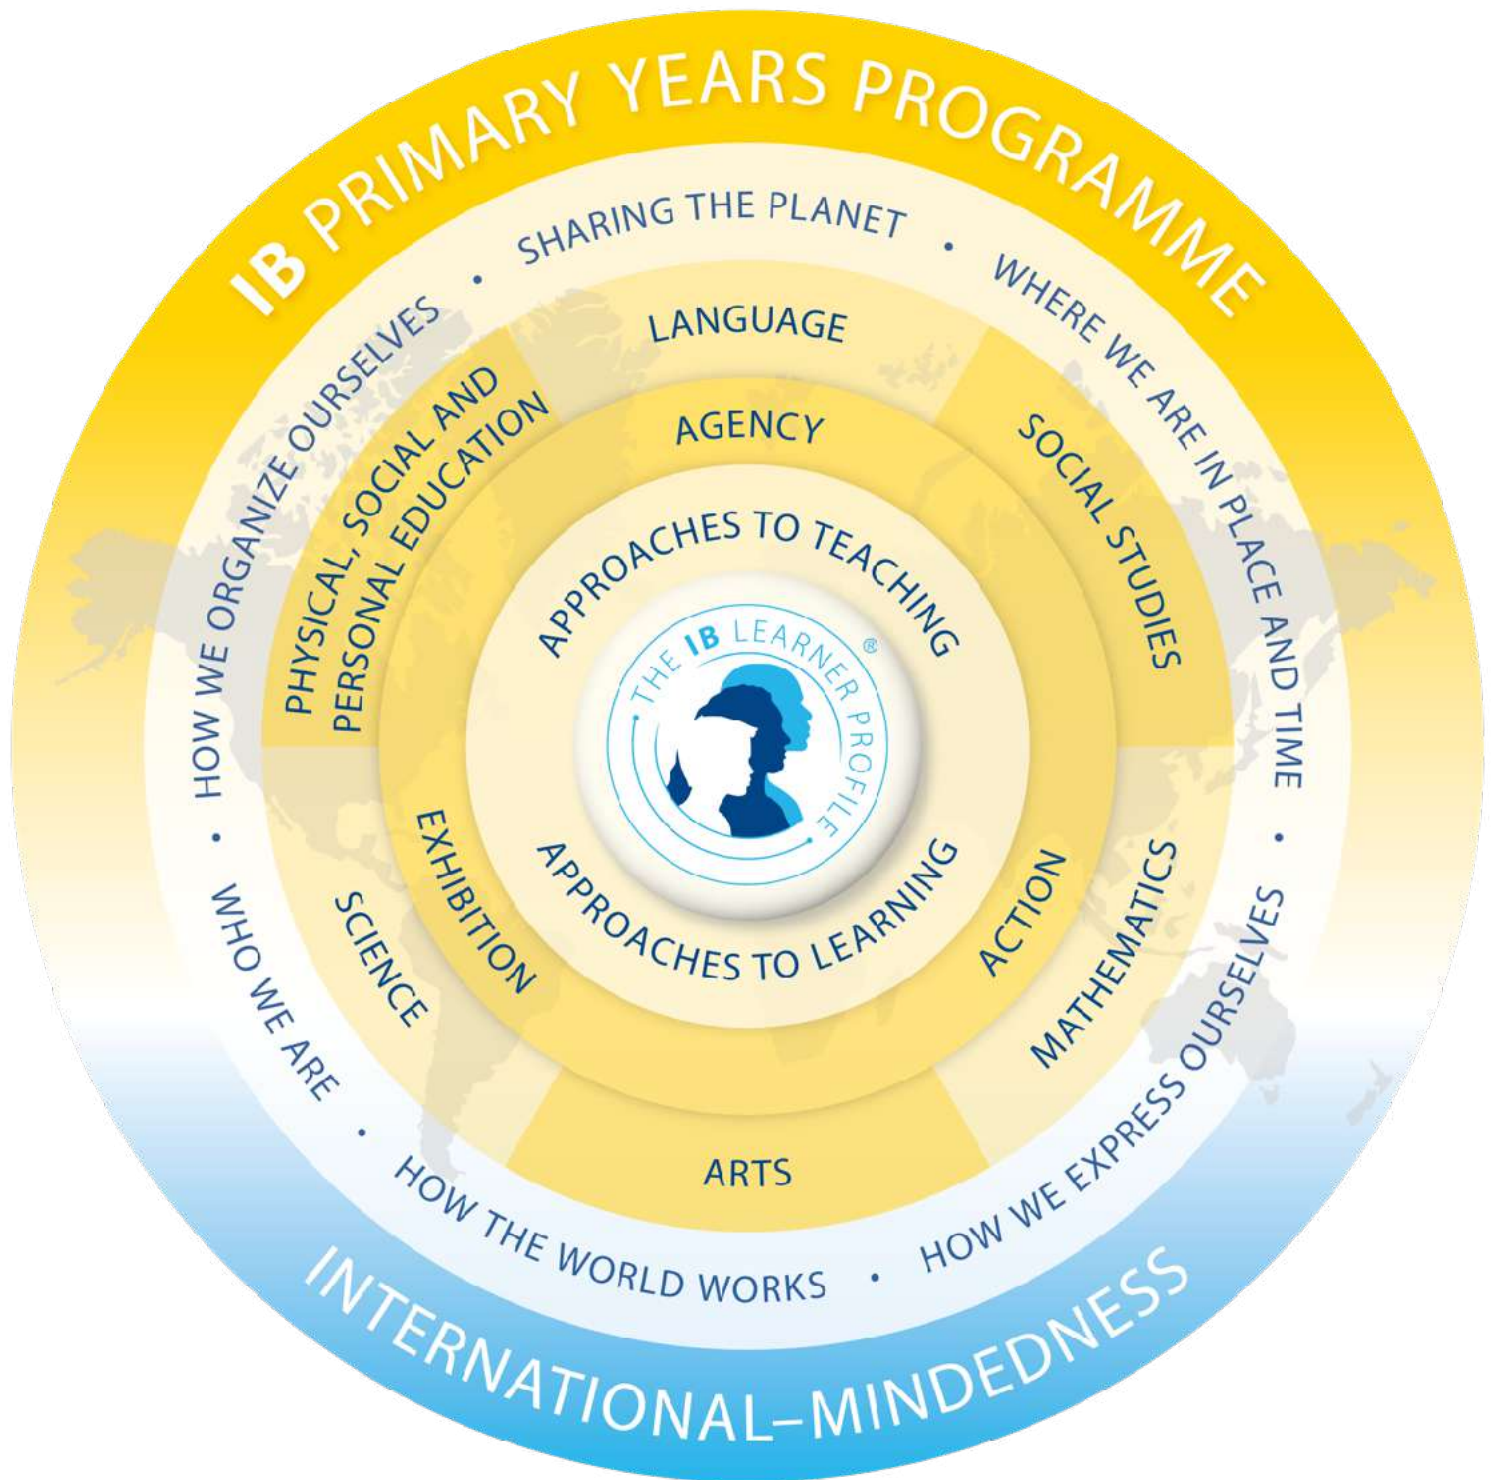 IB PRIMARY YEARS PROGRAMME
SHARING THE PLANET
•
WHERE WE ARE IN PLACE AND TIME
•
HOW WE EXPRESS OURSELVES
•
HOW THE WORLD WORKS
•
WHO WE ARE
•
HOW WE ORGANIZE OURSELVES
•
LANGUAGE
SOCIAL STUDIES
MATHEMATICS
ARTS
SCIENCE
PHYSICAL, SOCIAL AND
PERSONAL EDUCATION
AGENCY
ACTION
EXHIBITION
APPROACHES TO TEACHING
• THE IB LEARNER PROFILE •
®
APPROACHES TO LEARNING
INTERNATIONAL–MINDEDNESS